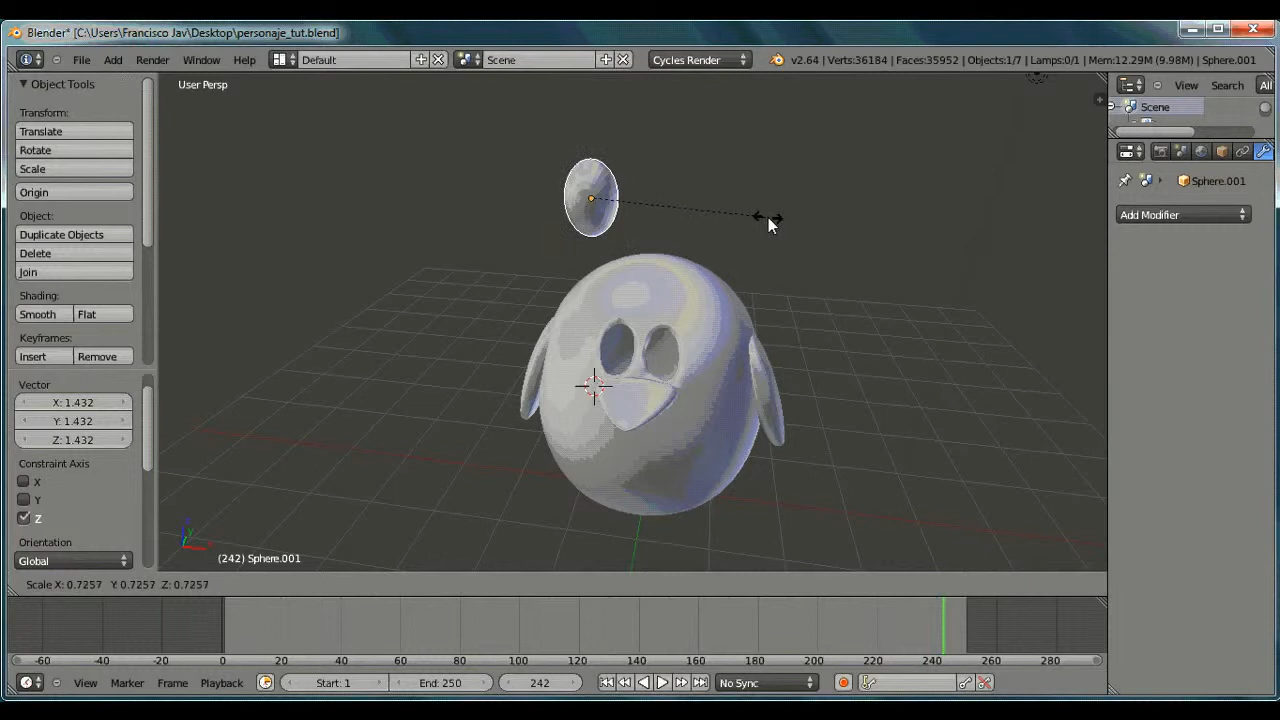 Blender* [C:\Users\Francisco Jav\Desktop\personaje_tut.blend]
File Add Render Window Help Default Scene Cycles Render v2.64 | Verts:36184 | Faces:35952 | Objects:1/7 | Lamps:0/1 | Mem:12.29M (9.98M) | Sphere.001
Object Tools
User Persp
View Search All
Scene
Transform:
Translate
Rotate
Scale
Origin
Sphere.001
Add Modifier
Object:
Duplicate Objects
Delete
Join
Shading:
Smooth Flat
Keyframes:
Insert Remove
Vector
X: 1.432
Y: 1.432
Z: 1.432
Constraint Axis
X
Y
Z
Orientation
Global
(242) Sphere.001
Scale X: 0.7257 Y: 0.7257 Z: 0.7257
-60 -40 -20 0 20 40 60 80 100 120 140 160 180 200 220 240 260 280
View Marker Frame Playback Start: 1 End: 250 242 No Sync